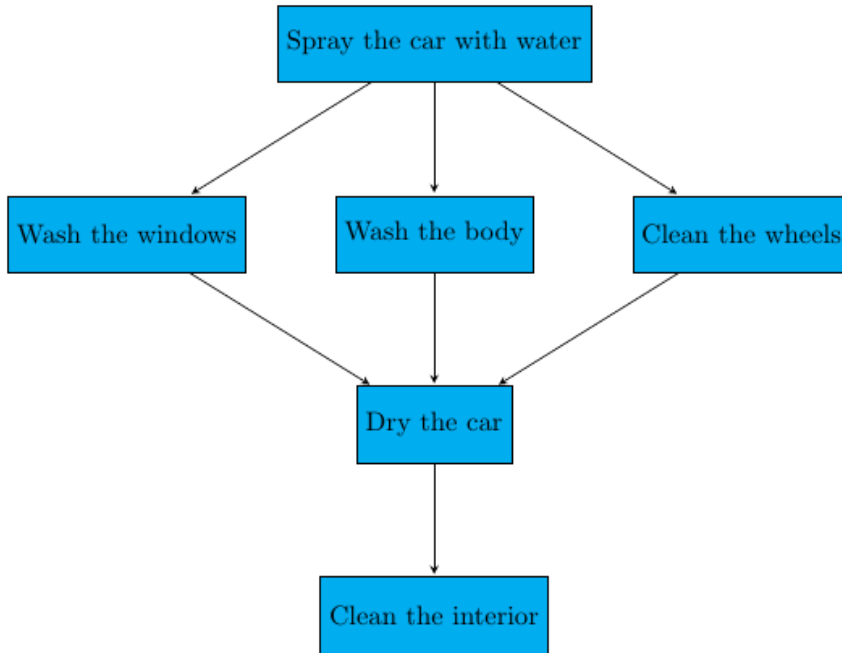 Spray the car with water
Wash the windows
Wash the body
Clean the wheels
Dry the car
Clean the interior